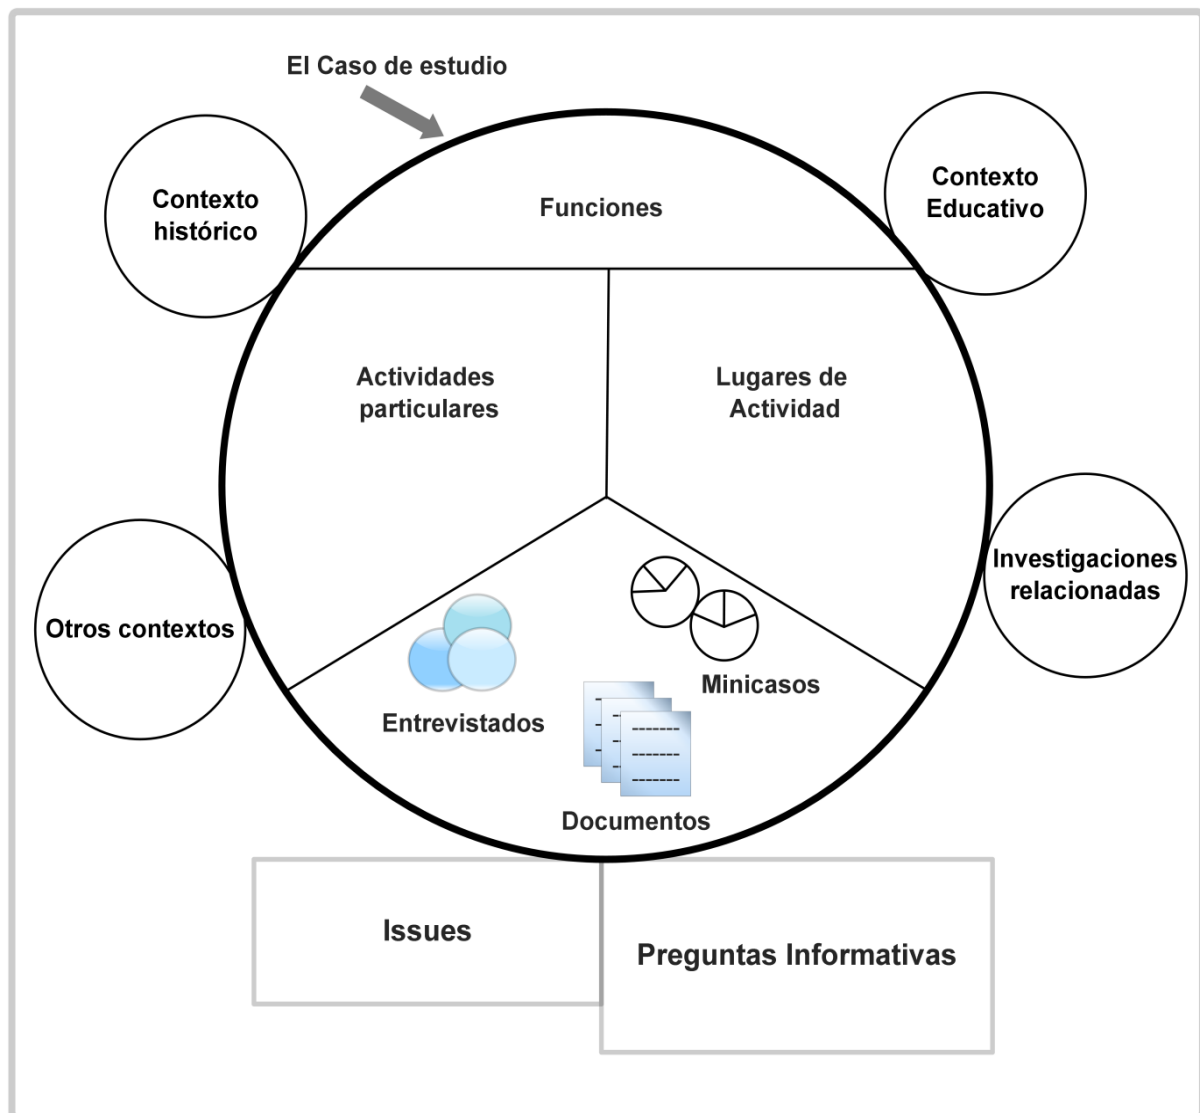 El Caso de estudio
Contexto
histórico
Contexto
Educativo
Funciones
Actividades
particulares
Lugares de
Actividad
Otros contextos
Investigaciones
relacionadas
Entrevistados
Minicasos
Documentos
Issues
Preguntas Informativas